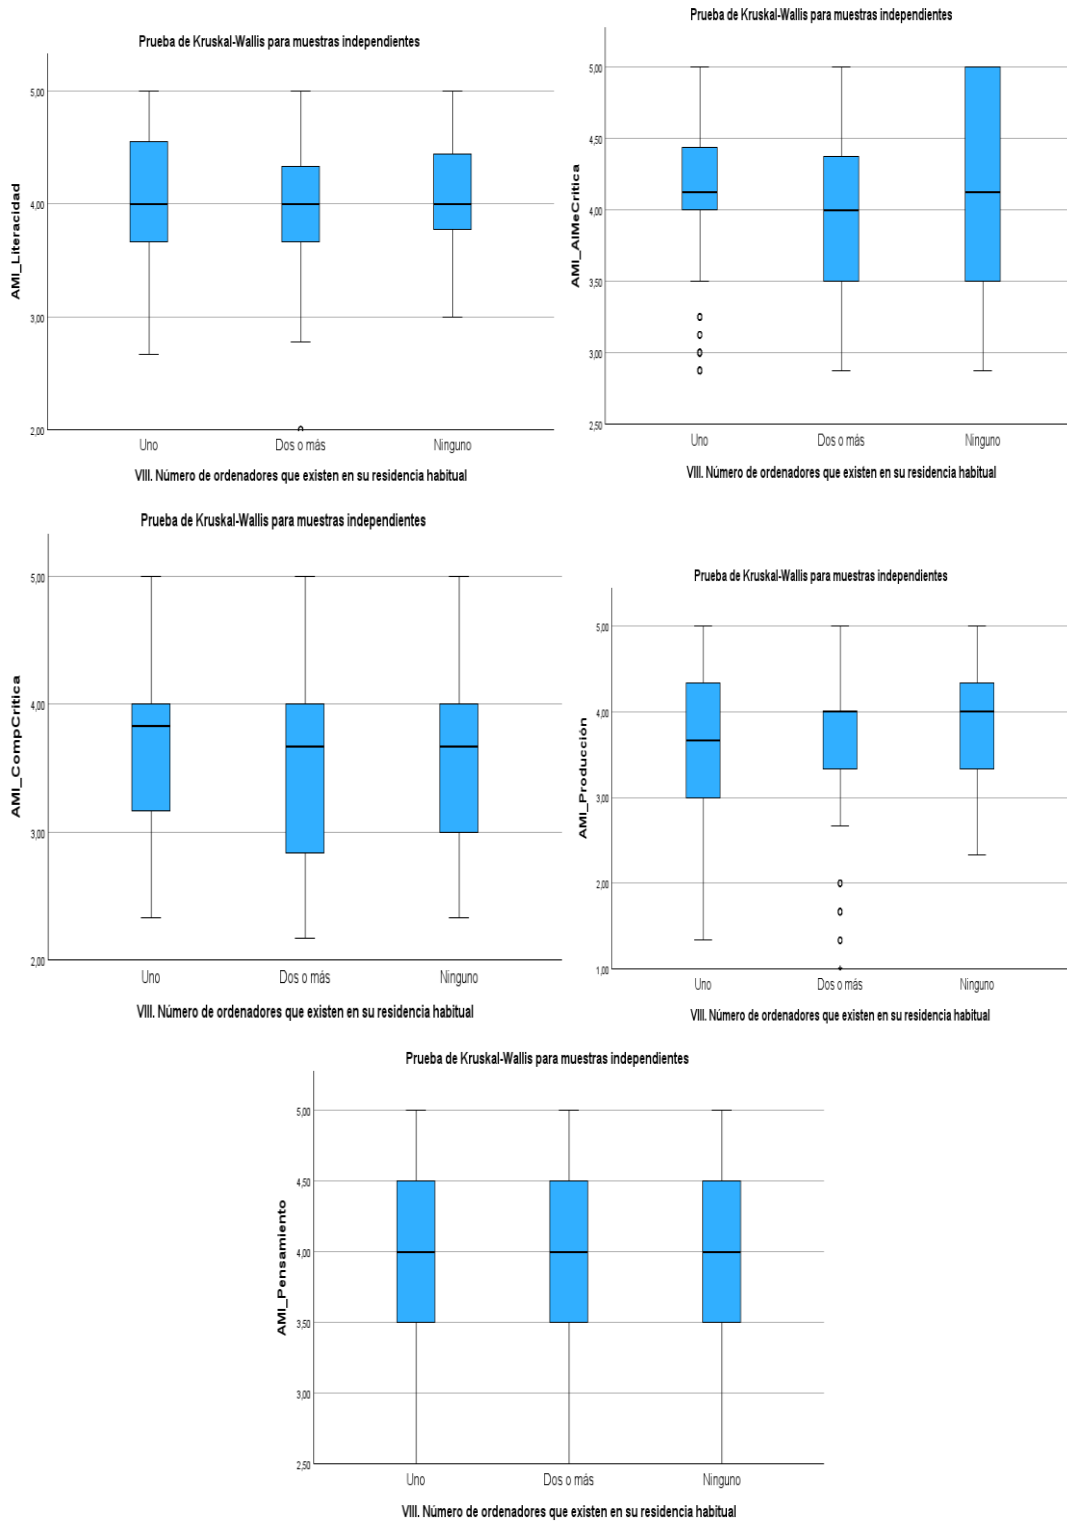 Prueba de Kruskal-Wallis para muestras independientes
5,00
4,00
3,00
2,00
AMI_Literacidad
Uno Dos o más Ninguno
VIII. Número de ordenadores que existen en su residencia habitual
Prueba de Kruskal-Wallis para muestras independientes
5,00
4,50
4,00
3,50
3,00
2,50
AMI_AlMeCritica
Uno Dos o más Ninguno
VIII. Número de ordenadores que existen en su residencia habitual
Prueba de Kruskal-Wallis para muestras independientes
5,00
4,00
3,00
2,00
AMI_CompCritica
Uno Dos o más Ninguno
VIII. Número de ordenadores que existen en su residencia habitual
Prueba de Kruskal-Wallis para muestras independientes
5,00
4,00
3,00
2,00
1,00
AMI_Producción
Uno Dos o más Ninguno
VIII. Número de ordenadores que existen en su residencia habitual
Prueba de Kruskal-Wallis para muestras independientes
5,00
4,50
4,00
3,50
3,00
2,50
AMI_Pensamiento
Uno Dos o más Ninguno
VIII. Número de ordenadores que existen en su residencia habitual